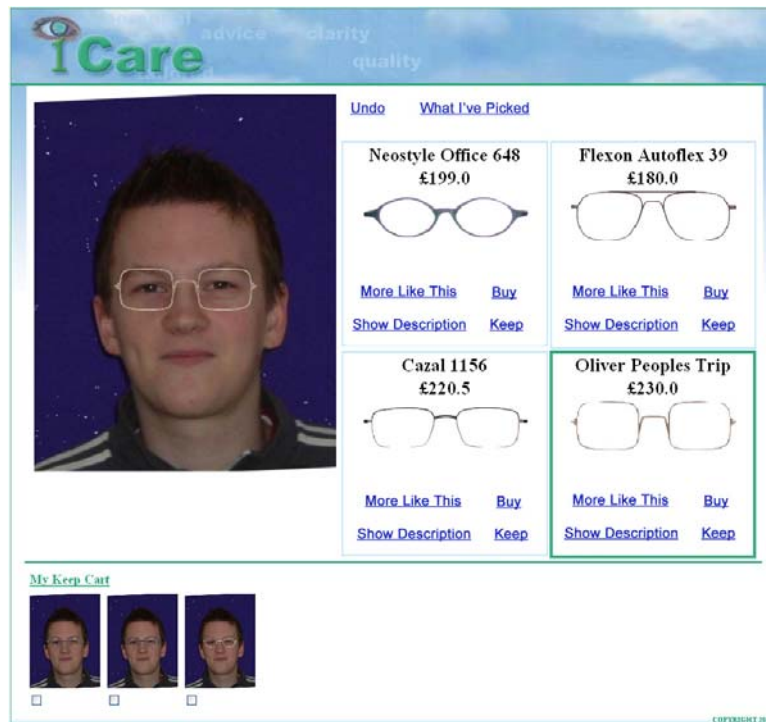 iCare
advice clarity
quality
Undo What I've Picked
Neostyle Office 648
£199.0
More Like This Buy
Show Description Keep
Flexon Autoflex 39
£180.0
More Like This Buy
Show Description Keep
Cazal 1156
£220.5
More Like This Buy
Show Description Keep
Oliver Peoples Trip
£230.0
More Like This Buy
Show Description Keep
My Keep Cart
COPYRIGHT